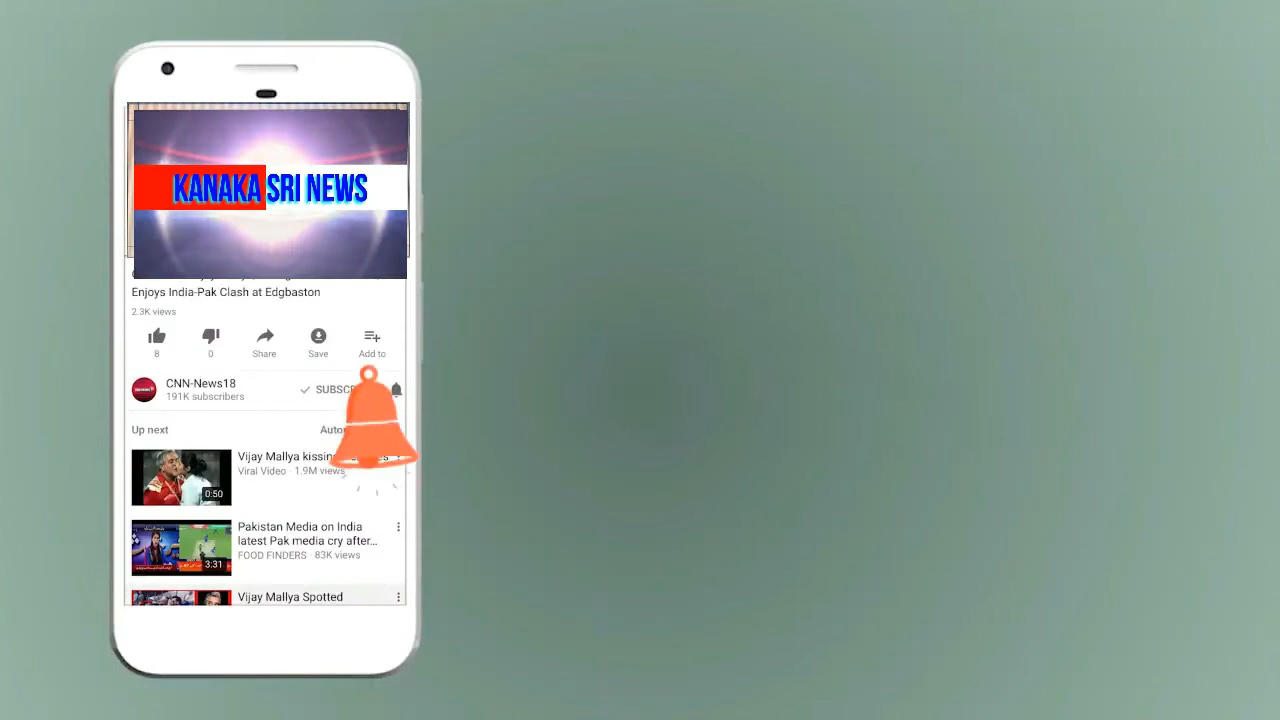 KANAKA SRI NEWS
Enjoys India-Pak Clash at Edgbaston
2.3K views
8
0
Share
Save
Add to
CNN-News18
191K subscribers
Up next
Vijay Mallya kissing
Viral Video · 1.9M views
0:50
Pakistan Media on India
latest Pak media cry after...
FOOD FINDERS · 83K views
3:31
Vijay Mallya Spotted